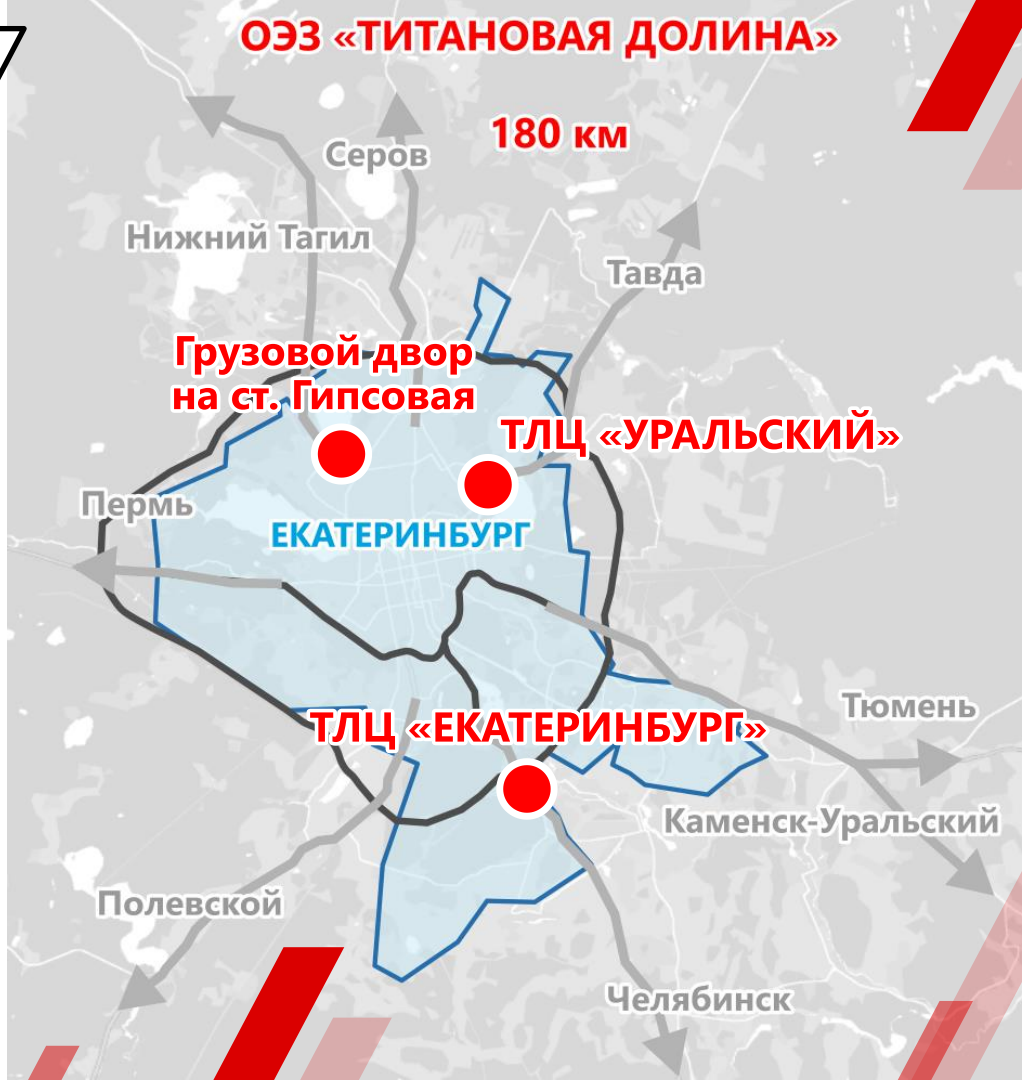 ОЭЗ «ТИТАНОВАЯ ДОЛИНА»
180 км
Серов
Нижний Тагил
Тавда
Грузовой двор
на ст. Гипсовая
ТЛЦ «УРАЛЬСКИЙ»
Пермь
ЕКАТЕРИНБУРГ
Тюмень
ТЛЦ «ЕКАТЕРИНБУРГ»
Каменск-Уральский
Полевской
Челябинск